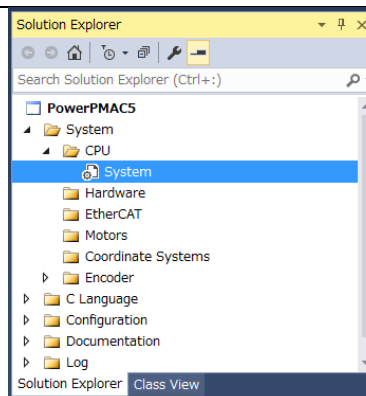 Solution Explorer
Search Solution Explorer (Ctrl+:)
PowerPMAC5
System
CPU
System
Hardware
EtherCAT
Motors
Coordinate Systems
Encoder
C Language
Configuration
Documentation
Log
Solution Explorer Class View